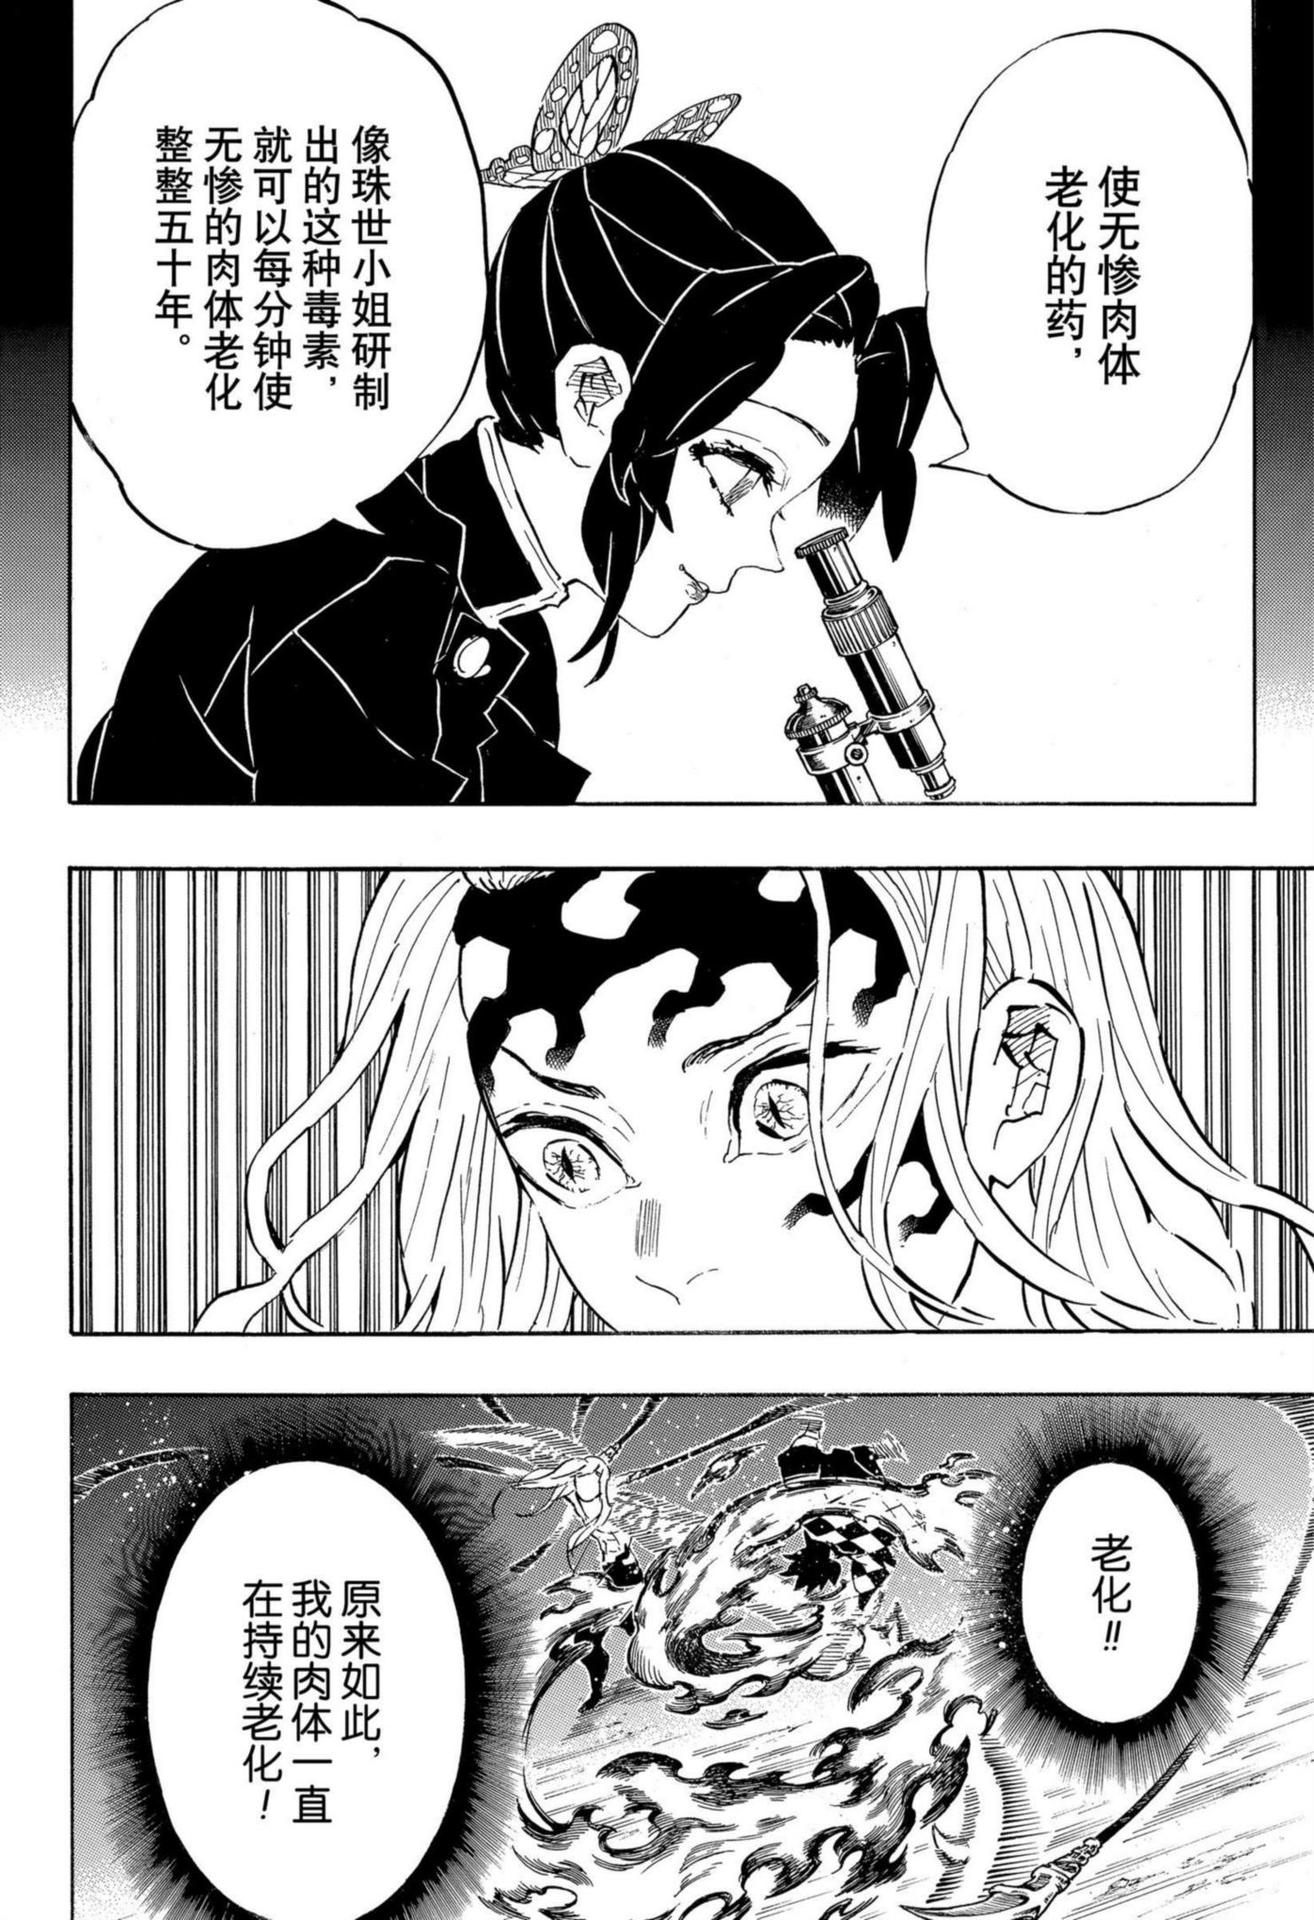 使无惨肉体
老化的药，
像珠世小姐研制
出的这种毒素，
就可以每分钟使
无惨的肉体老化
整整五十年。
老化!!
原来如此，
我的肉体一直
在持续老化！